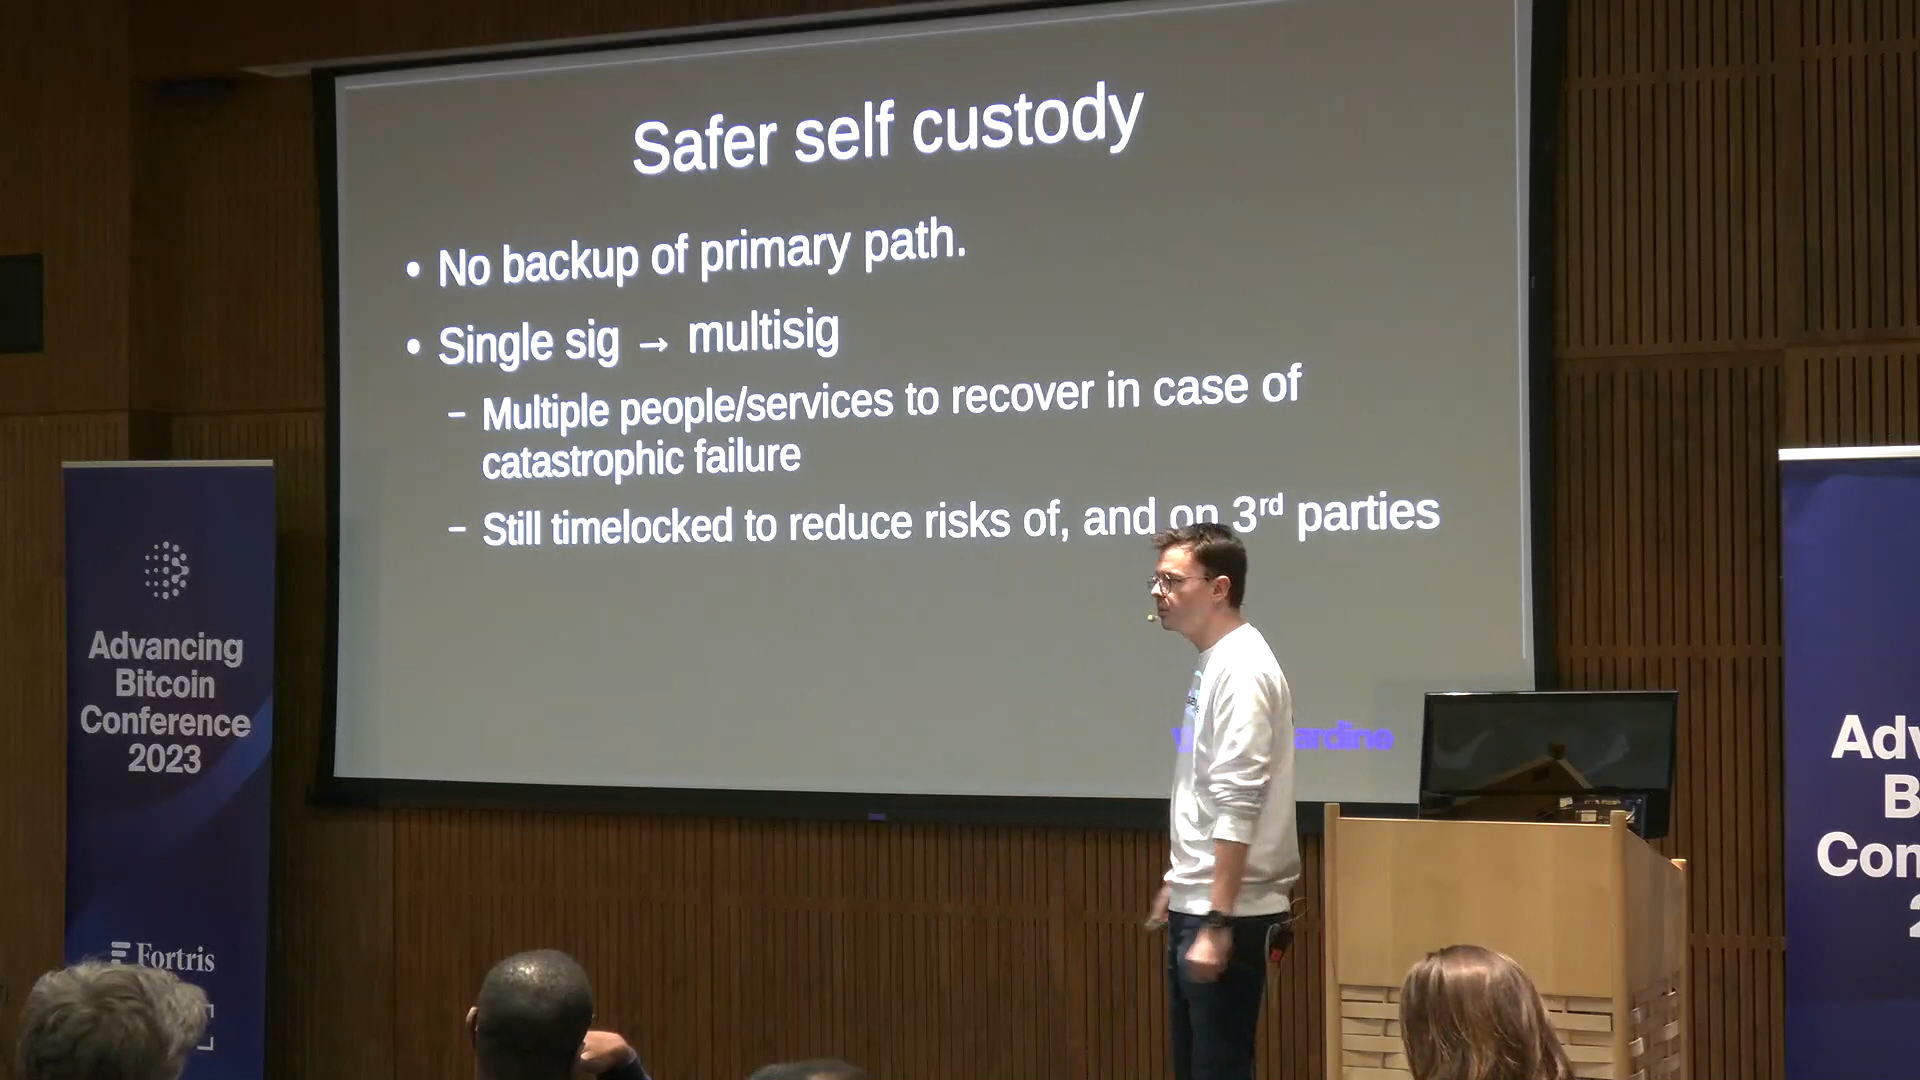 Safer self custody
• No backup of primary path.
• Single sig → multisig
– Multiple people/services to recover in case of
catastrophic failure
– Still timelocked to reduce risks of, and on 3rd parties
Advancing
Bitcoin
Conference
2023
Fortris